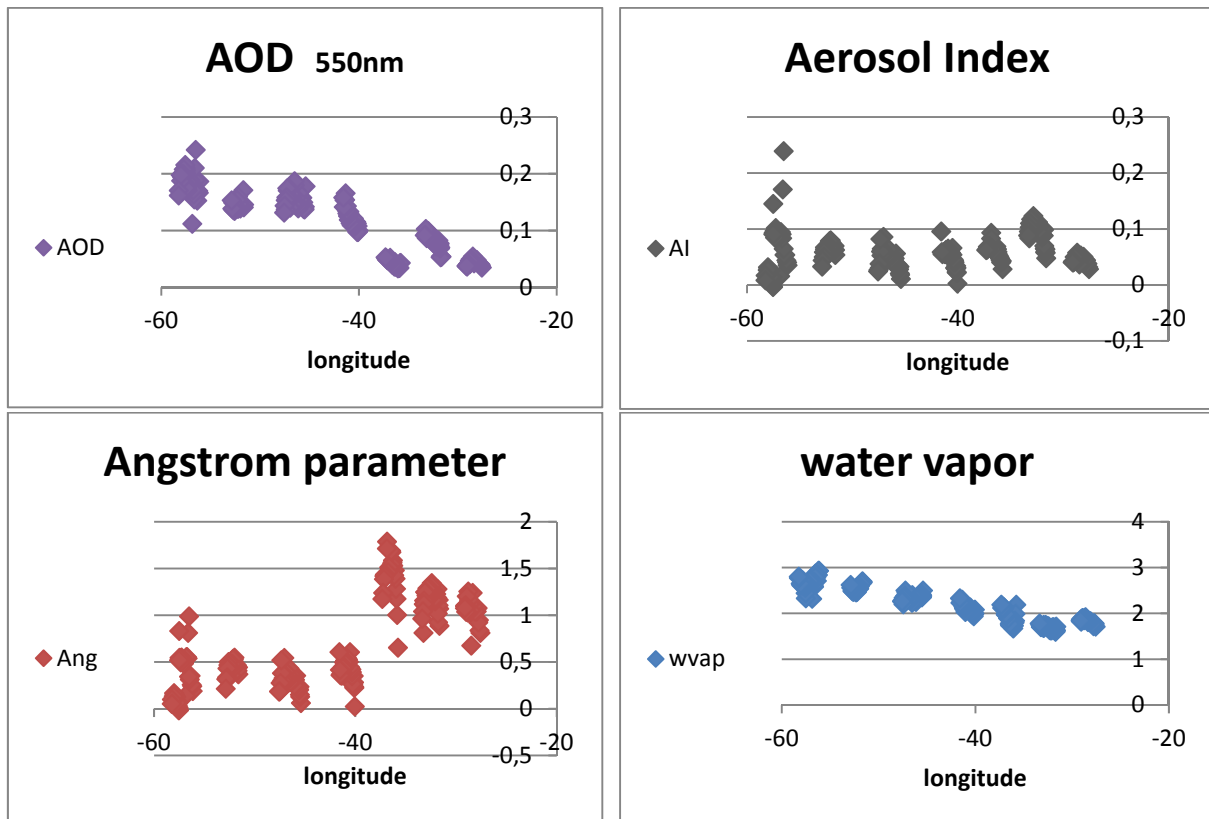 AOD 550nm
0,3
0,2
0,1
0
-60 -40 -20
longitude
AOD
Aerosol Index
0,3
0,2
0,1
0
-0,1
-60 -40 -20
longitude
AI
Angstrom parameter
2
1,5
1
0,5
0
-0,5
-60 -40 -20
longitude
Ang
water vapor
4
3
2
1
0
-60 -40 -20
longitude
wvap